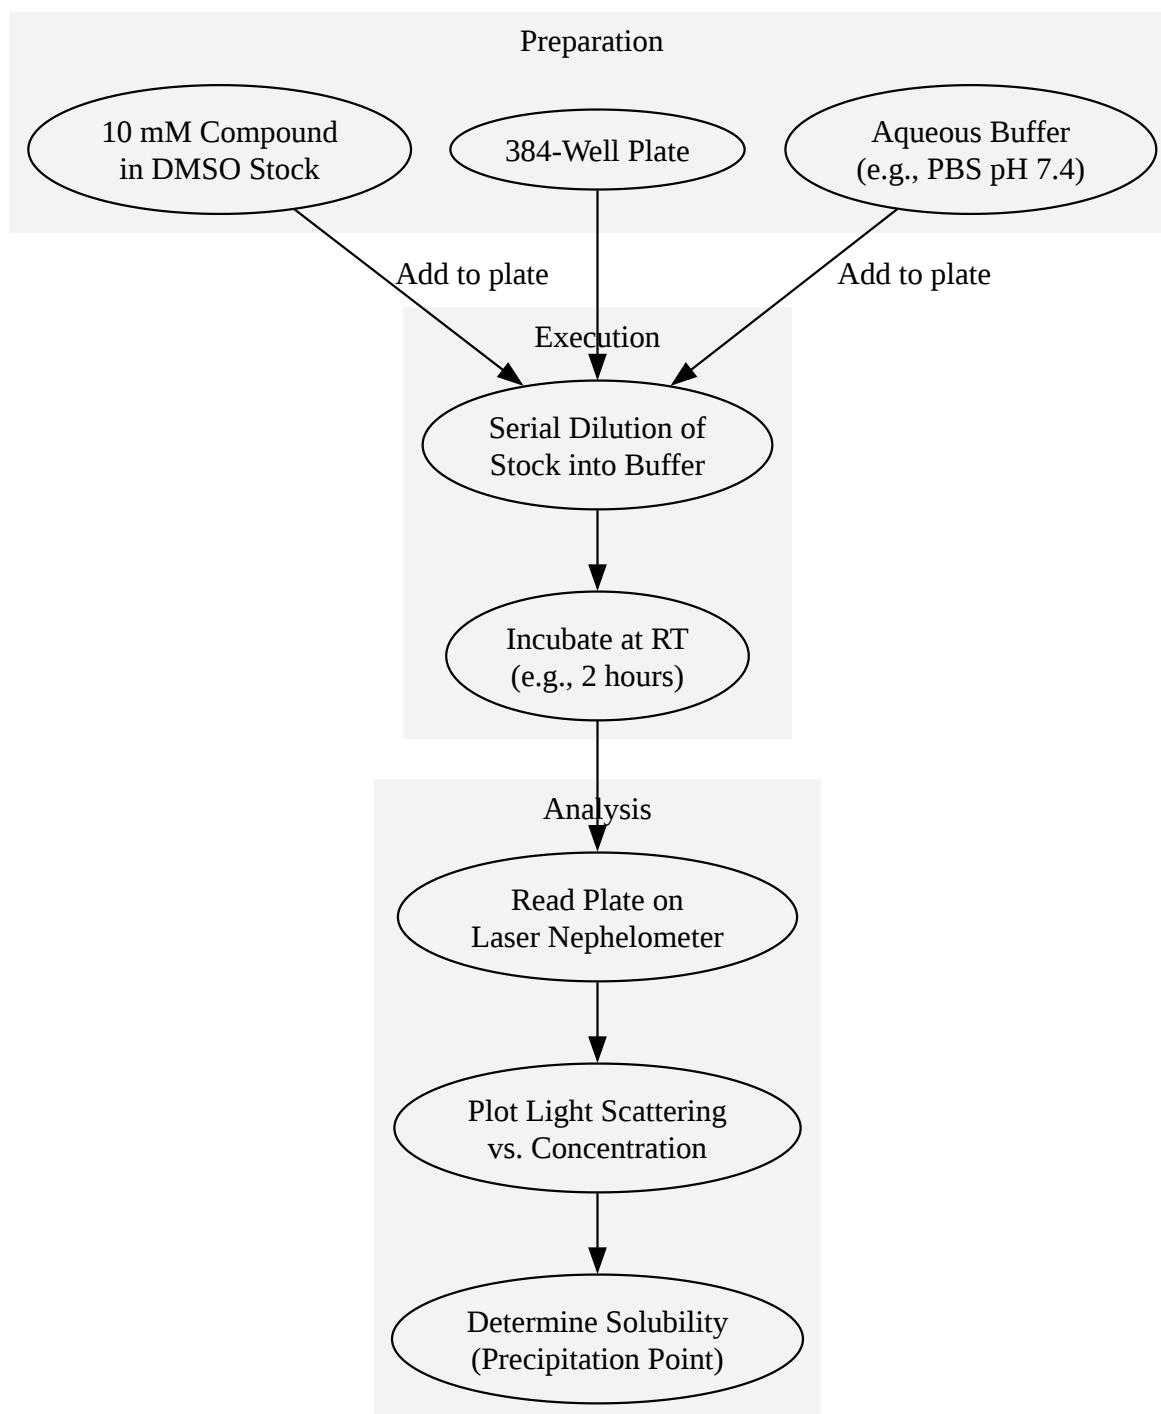 Preparation
10 mM Compound
in DMSO Stock
384-Well Plate
Aqueous Buffer
(e.g., PBS pH 7.4)
Add to plate
Add to plate
Execution
Serial Dilution of
Stock into Buffer
Incubate at RT
(e.g., 2 hours)
Analysis
Read Plate on
Laser Nephelometer
Plot Light Scattering
vs. Concentration
Determine Solubility
(Precipitation Point)